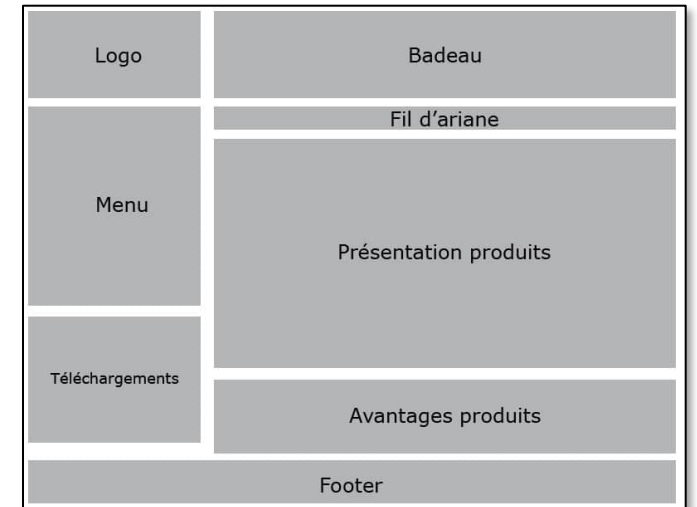 Logo
Badeau
Fil d’ariane
Menu
Présentation produits
Téléchargements
Avantages produits
Footer